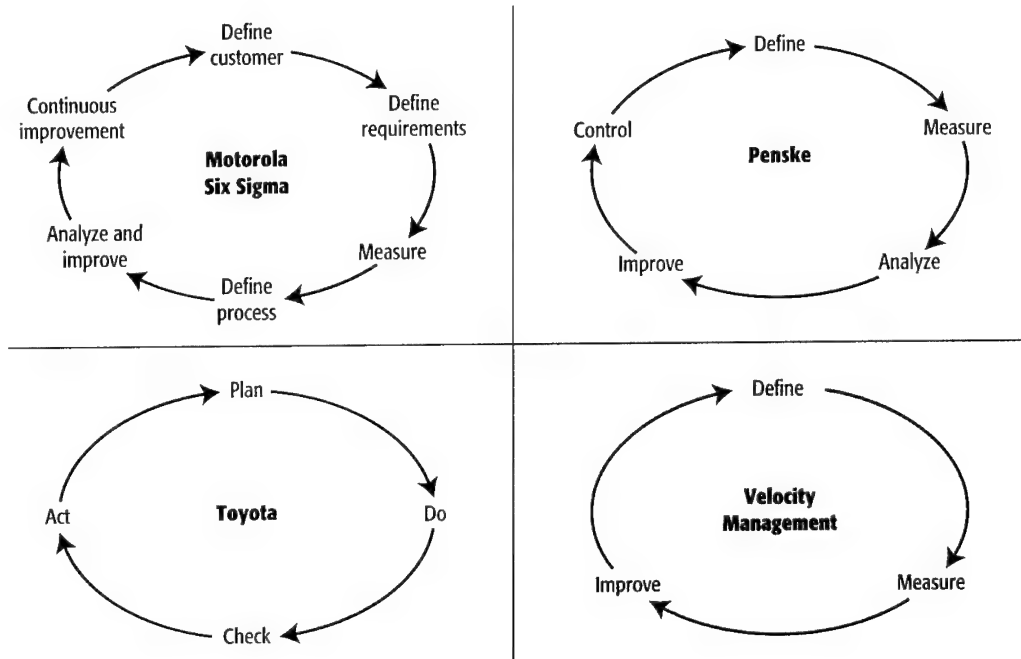 Define
customer
Define
requirements
Measure
Define
process
Analyze and
improve
Continuous
improvement
Motorola
Six Sigma
Define
Measure
Analyze
Improve
Control
Penske
Plan
Do
Check
Act
Toyota
Define
Measure
Improve
Velocity
Management